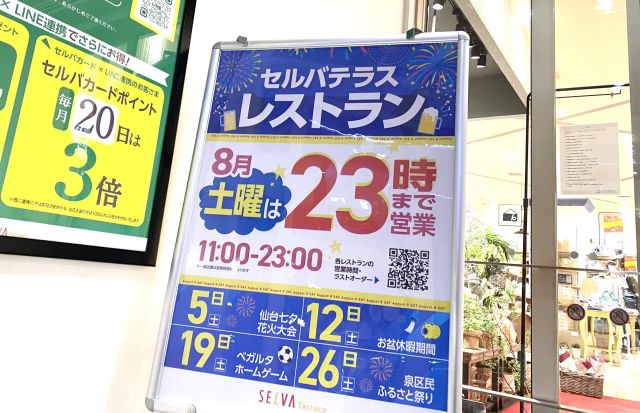 × LINE連携でさらにお得!
セルバカード×LINE連携のお客さま
セルバカードポイント
毎月20日は
3倍
SELVA
セルバテラス
レストラン
8月
土曜は
23時
まで
営業
11:00-23:00
各レストランの
営業時間・
ラストオーダー▶
5日(土)
仙台七夕
花火大会
12日(土)
お盆休暇期間
19日(土)
ベガルタ
ホームゲーム
26日(土)
泉区民
ふるさと祭り
SELVA Terrace